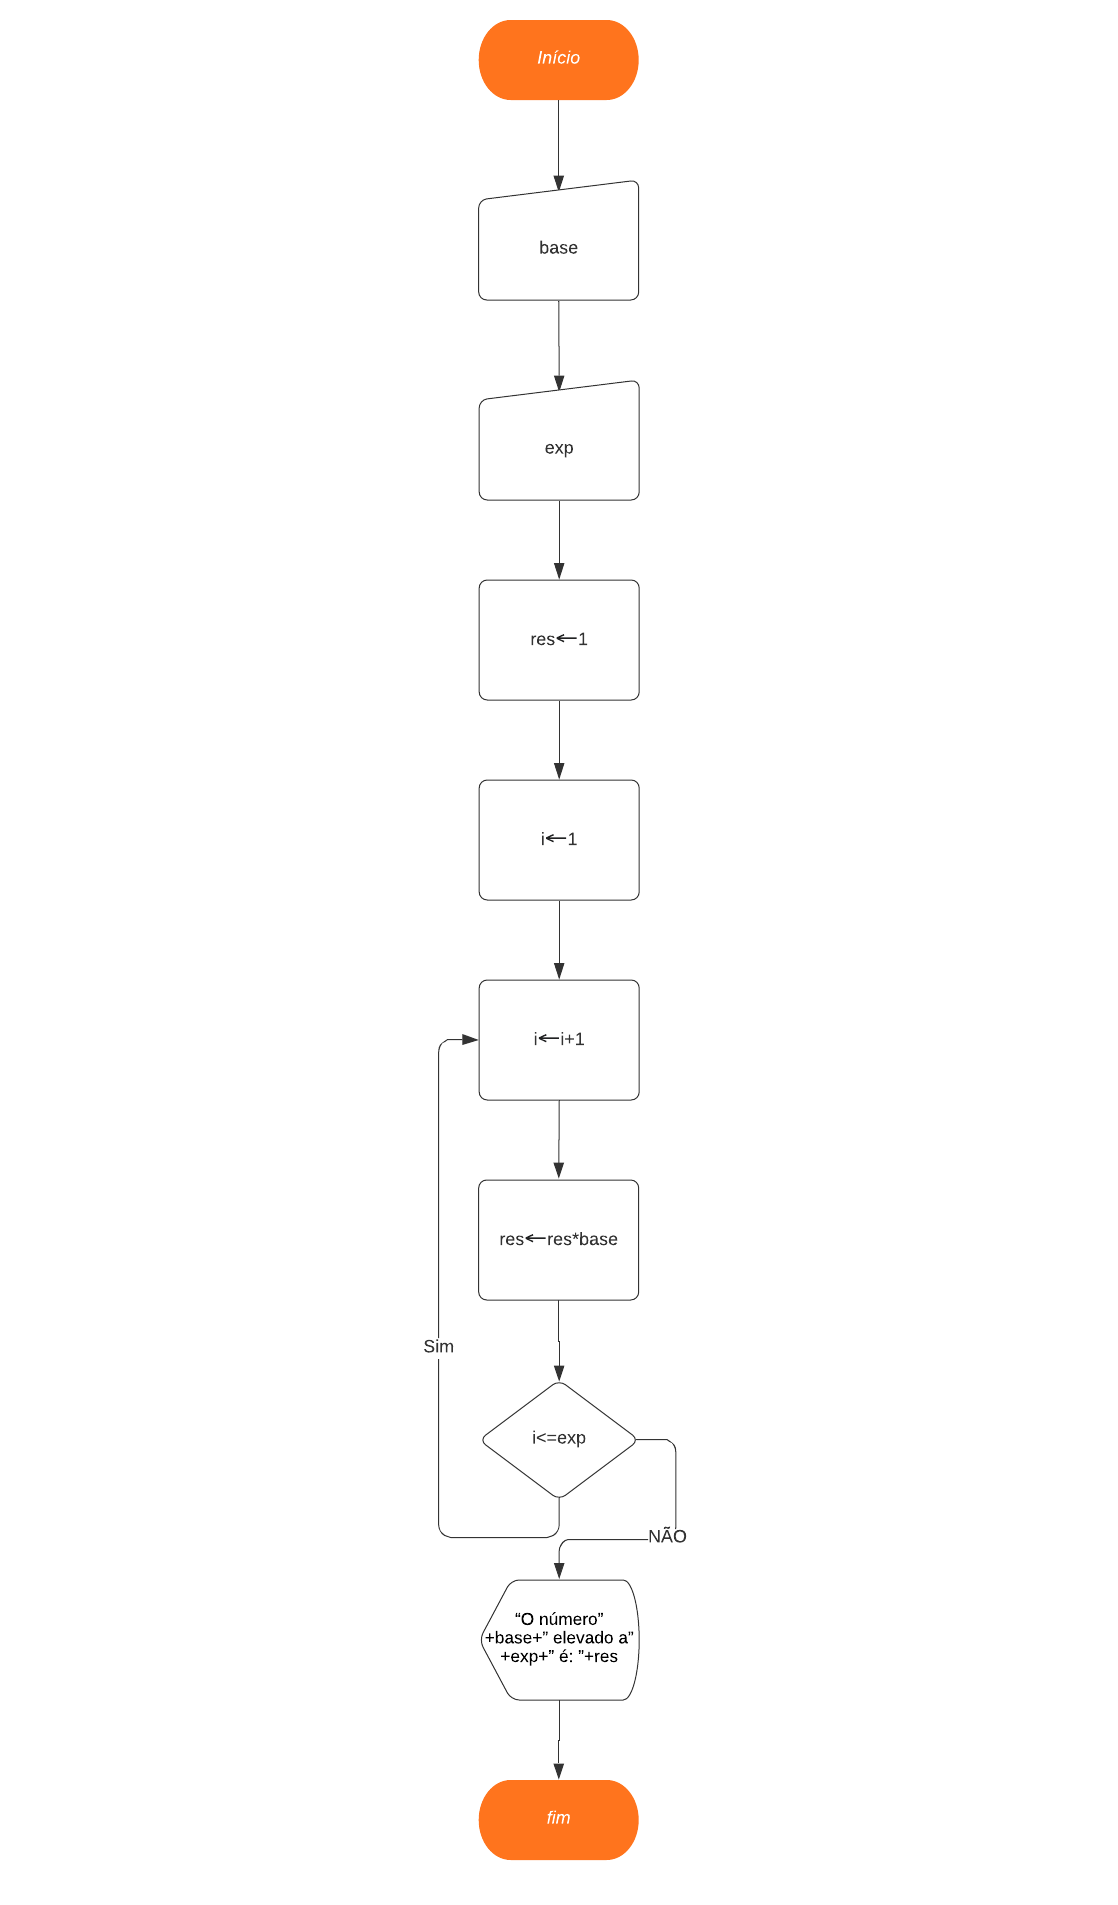 Início
base
exp
res←1
i←1
i←i+1
res←res*base
Sim
i<=exp
NÃO
“O número”
+base+” elevado a”
+exp+” é: ”+res
fim